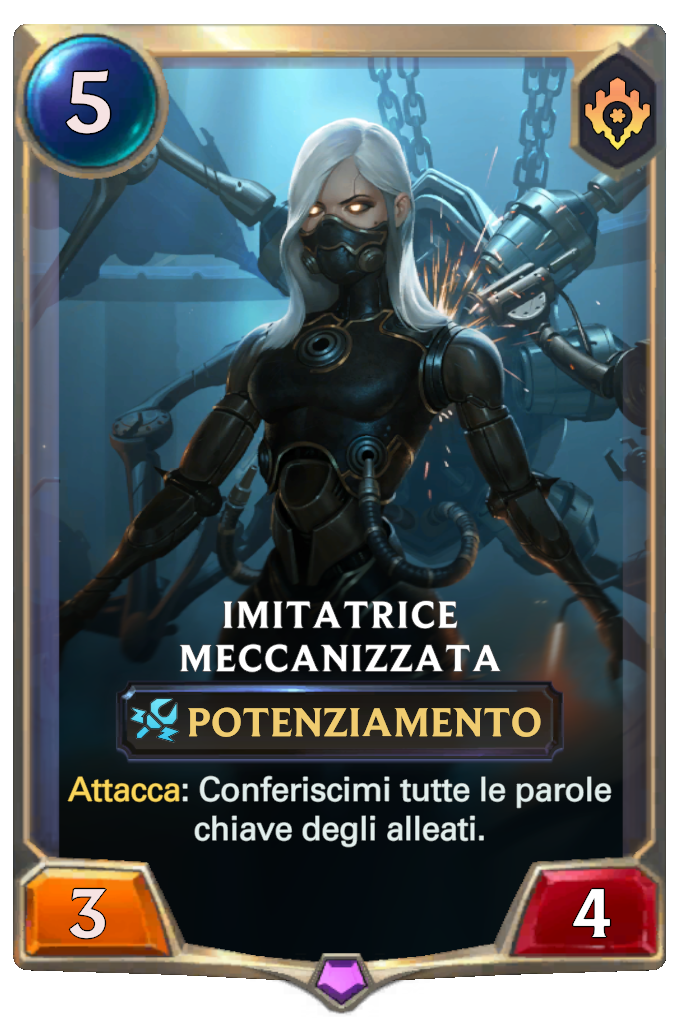 5
IMITATRICE
MECCANIZZATA
POTENZIAMENTO
Attacca: Conferiscimi tutte le parole
chiave degli alleati.
3
4